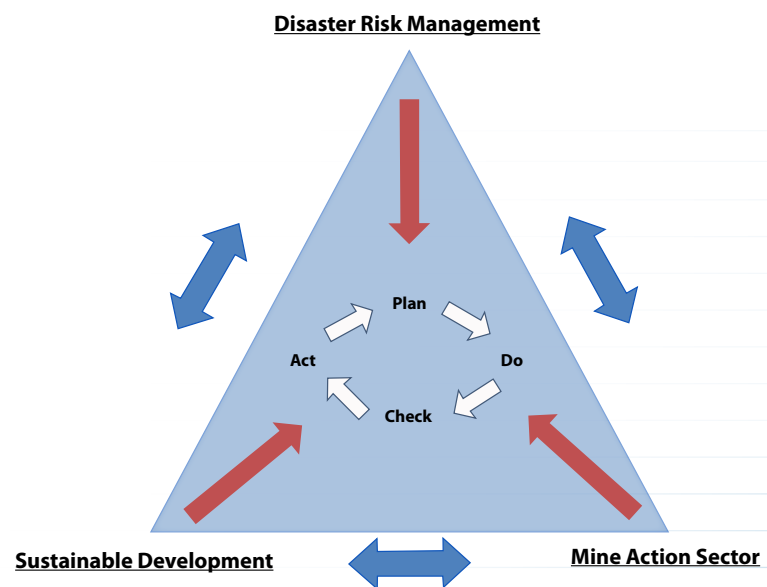 Disaster Risk Management
Plan
Act
Do
Check
Sustainable Development
Mine Action Sector